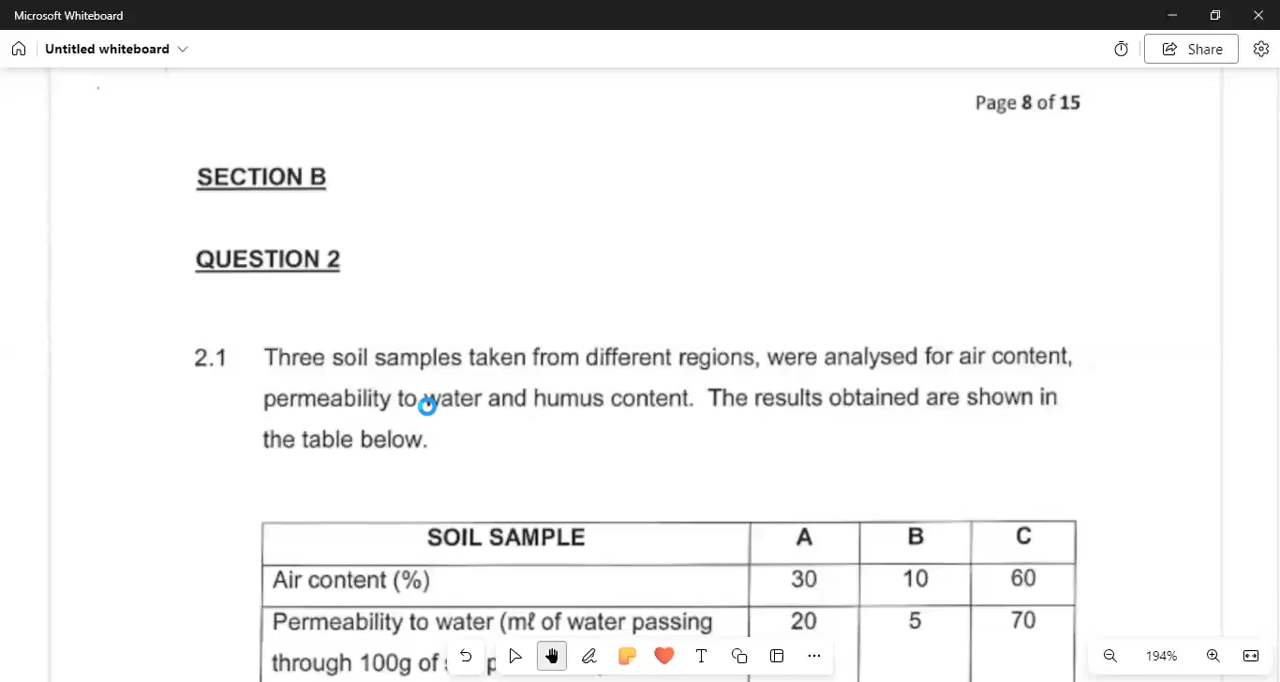 Microsoft Whiteboard
Untitled whiteboard
Share
Page 8 of 15
SECTION B
QUESTION 2
2.1 Three soil samples taken from different regions, were analysed for air content,
permeability to water and humus content. The results obtained are shown in
the table below.
SOIL SAMPLE A B C
Air content (%) 30 10 60
Permeability to water (mℓ of water passing 20 5 70
through 100g of
194%